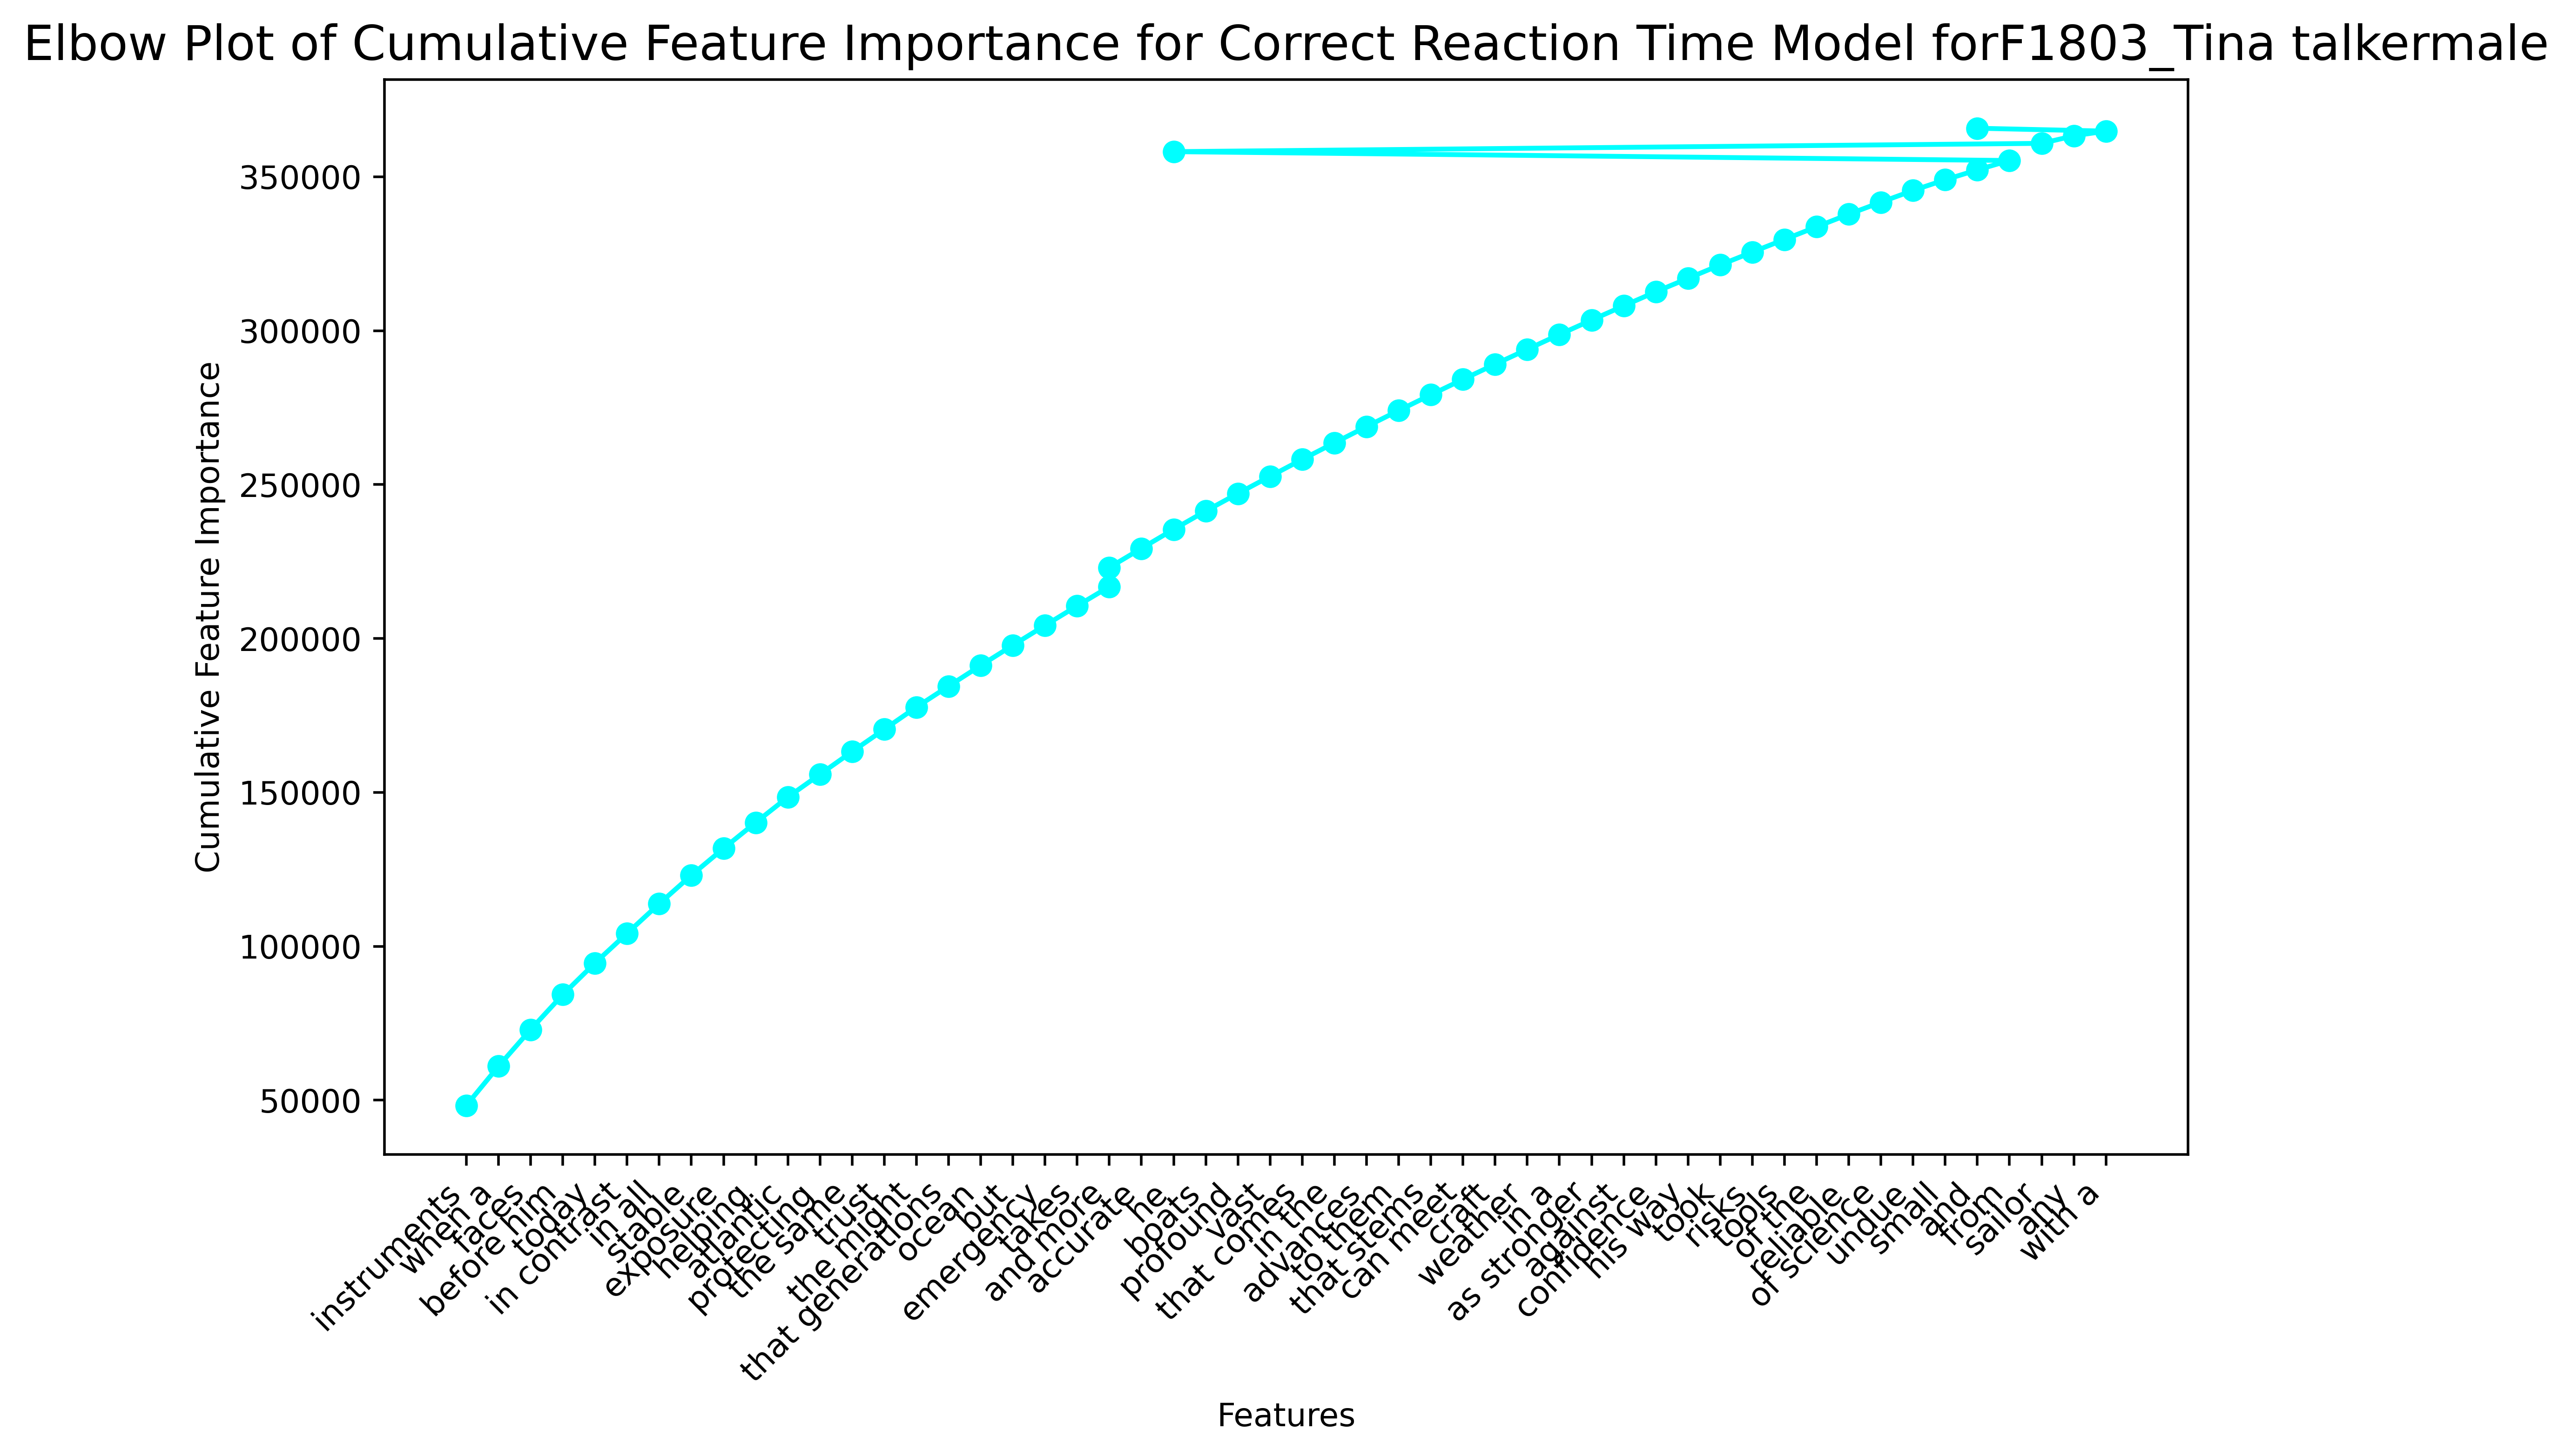 Elbow Plot of Cumulative Feature Importance for Correct Reaction Time Model forF1803_Tina talkermale
Cumulative Feature Importance
350000
300000
250000
200000
150000
100000
50000
instruments
when a
faces
before him
today
in contrast
in all
stable
exposure
helping
atlantic
protecting
the same
trust
the might
that generations
ocean
but
emergency
takes
and more
accurate
he
boats
profound
vast
that comes
in the
advances
to them
that stems
can meet
craft
weather
in a
as stronger
against
confidence
his way
took
risks
tools
of the
reliable
of science
undue
small
and
from
sailor
any
with a
Features